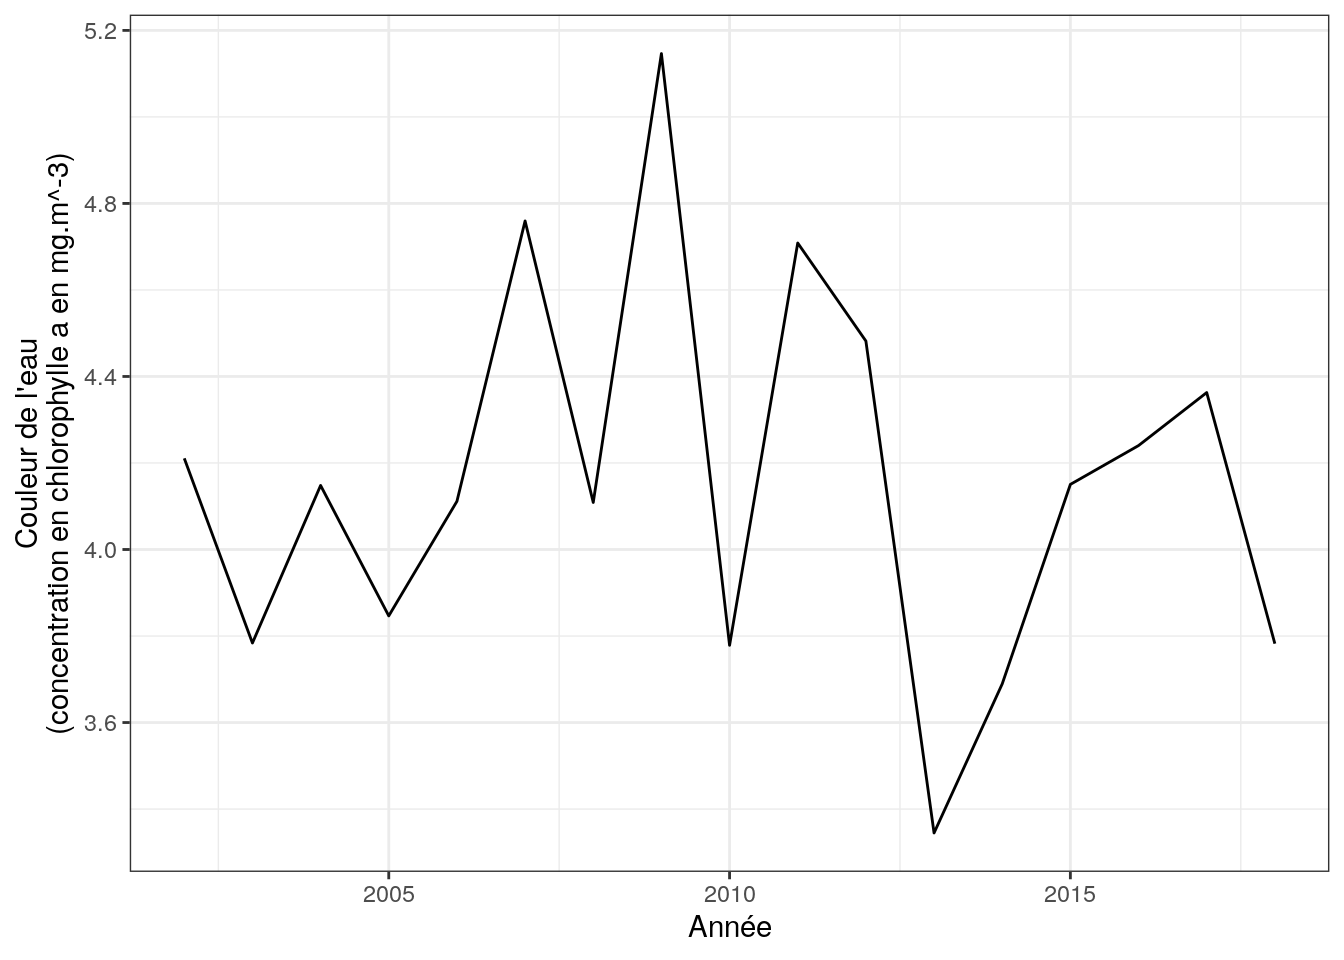 Couleur de l'eau
(concentration en chlorophylle a en mg.m^-3)
5.2
4.8
4.4
4.0
3.6
2005
2010
2015
Année